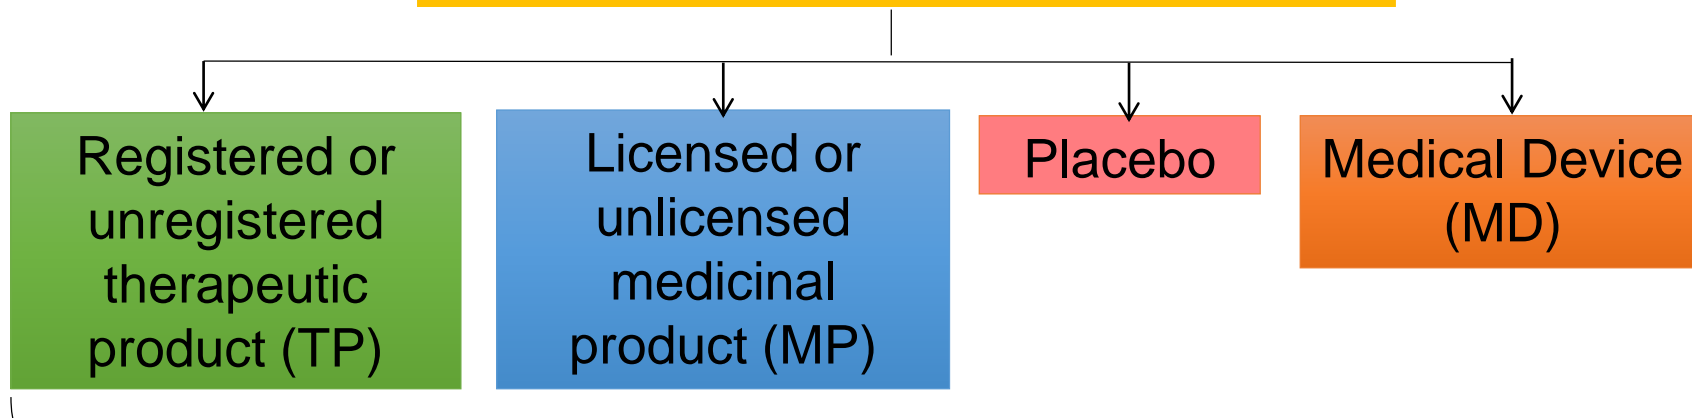 Registered or
unregistered
therapeutic
product (TP)
Licensed or
unlicensed
medicinal
product (MP)
Placebo
Medical Device
(MD)